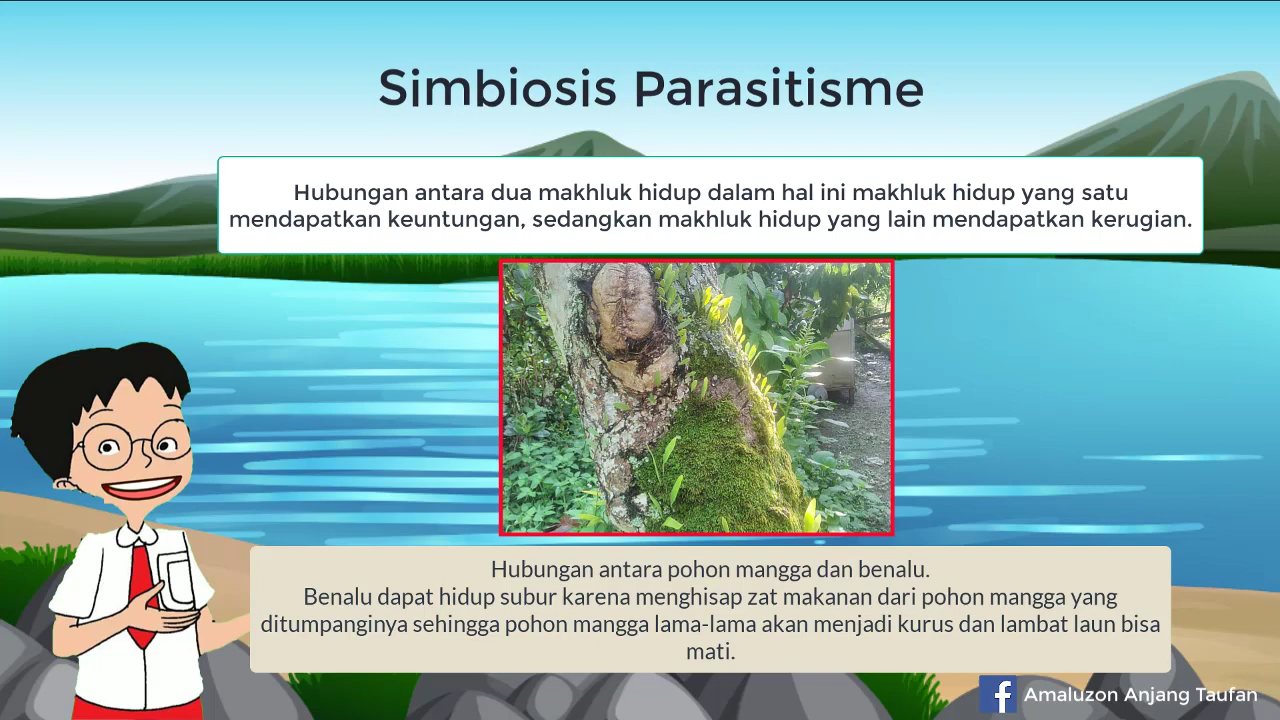 Simbiosis Parasitisme
Hubungan antara dua makhluk hidup dalam hal ini makhluk hidup yang satu
mendapatkan keuntungan, sedangkan makhluk hidup yang lain mendapatkan kerugian.
Hubungan antara pohon mangga dan benalu.
Benalu dapat hidup subur karena menghisap zat makanan dari pohon mangga yang
ditumpanginya sehingga pohon mangga lama-lama akan menjadi kurus dan lambat laun bisa
mati.
Amaluzon Anjang Taufan